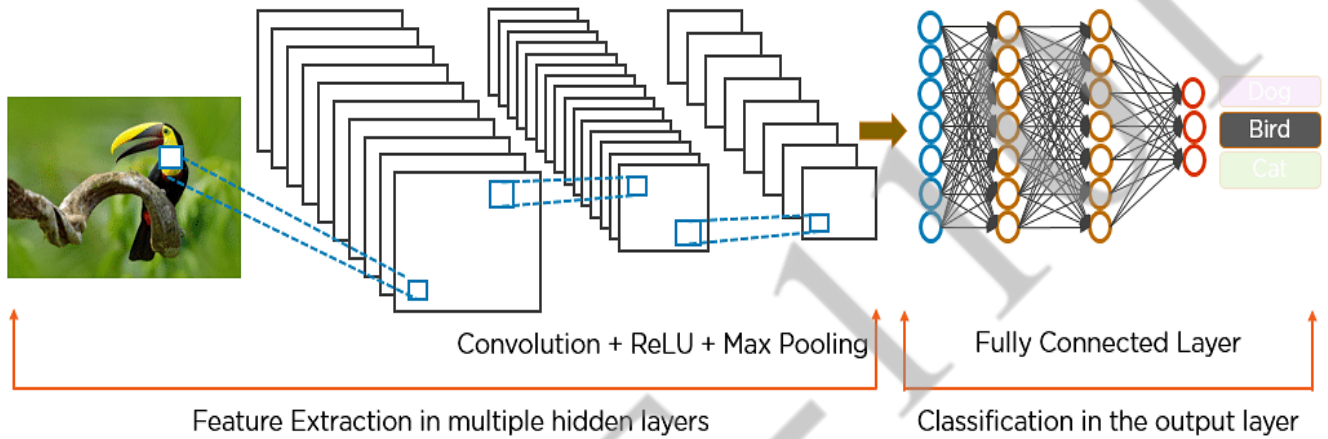 Dog
Bird
Cat
Convolution + ReLU + Max Pooling
Fully Connected Layer
Feature Extraction in multiple hidden layers
Classification in the output layer